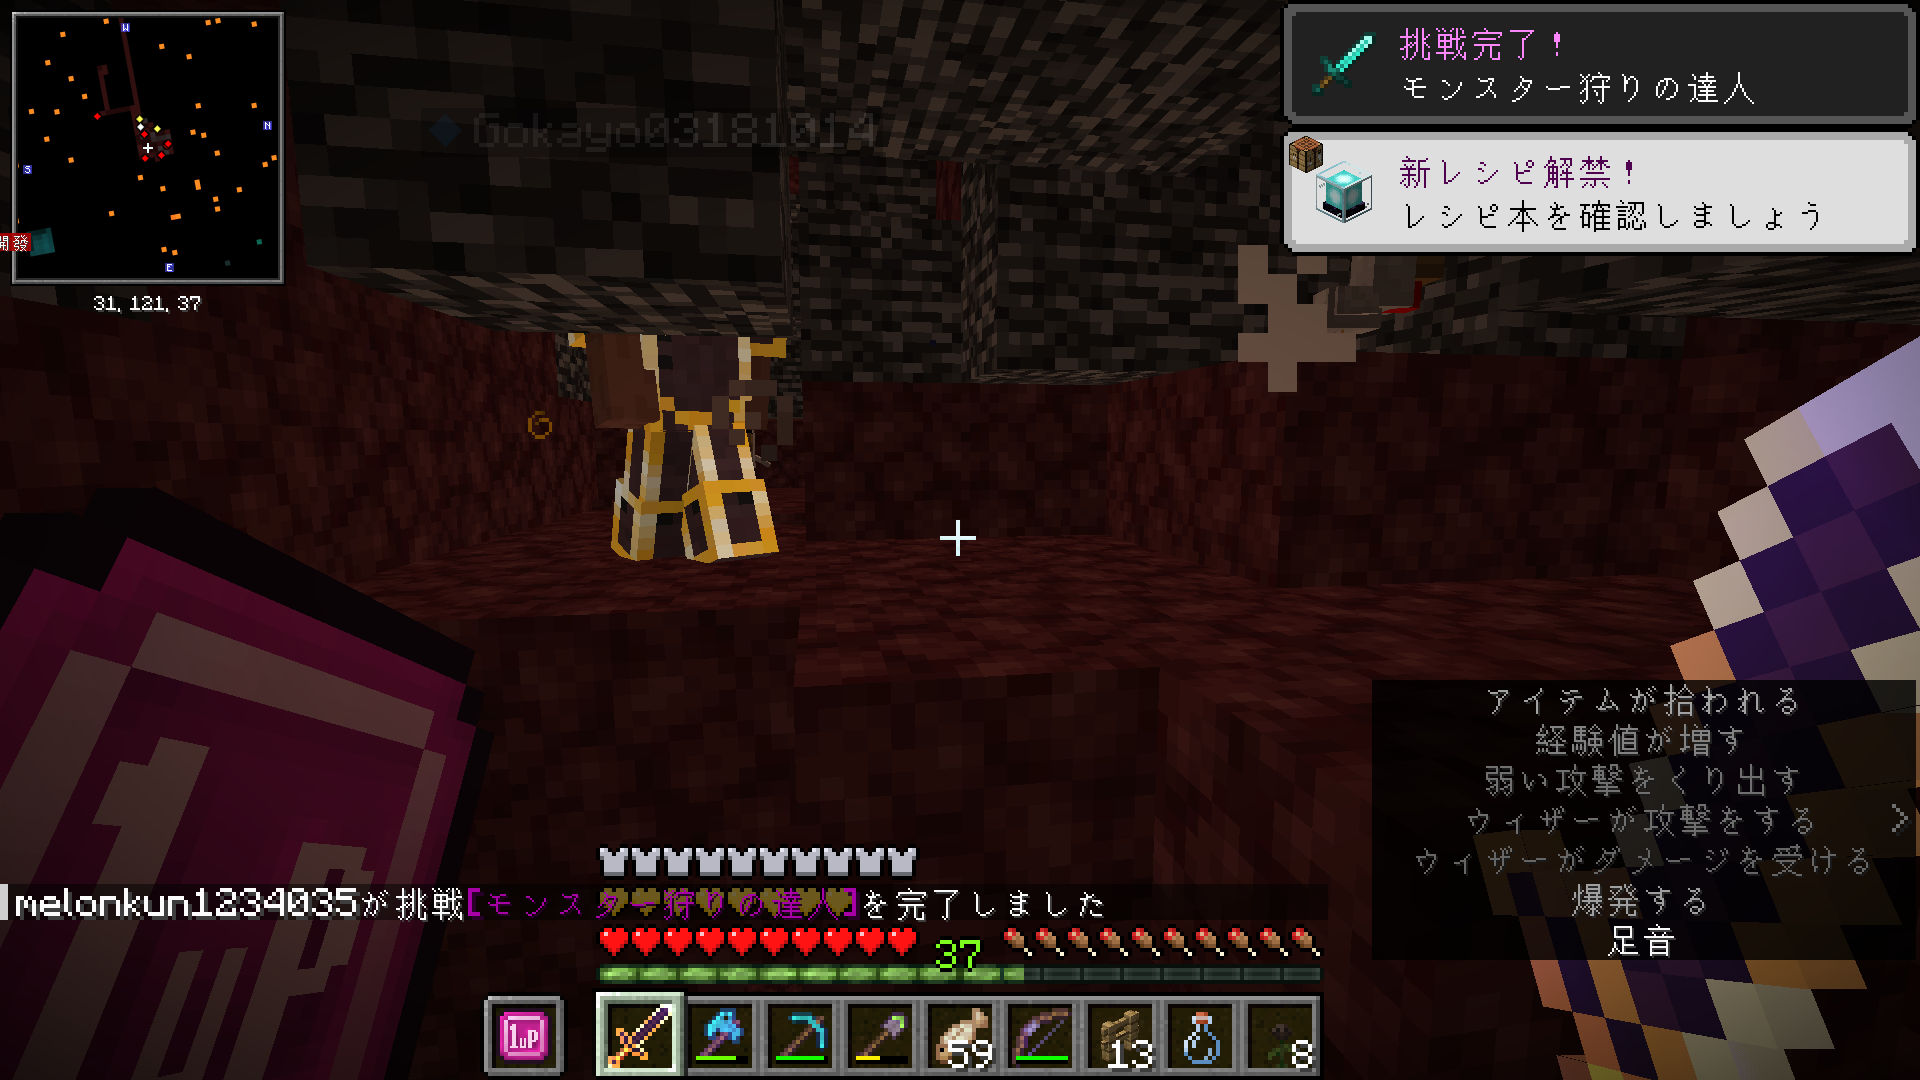 W
N
S
開発
E
31, 121, 37
Gokayo03181014
挑戦完了！
モンスター狩りの達人
新レシピ解禁！
レシピ本を確認しましょう
1UP
アイテムが拾われる
経験値が増す
弱い攻撃をくり出す
ウィザーが攻撃をする >
ウィザーがダメージを受ける
爆発する
足音
melonkun1234035が挑戦[モンスター狩りの達人]を完了しました
37
1UP
59
13
8